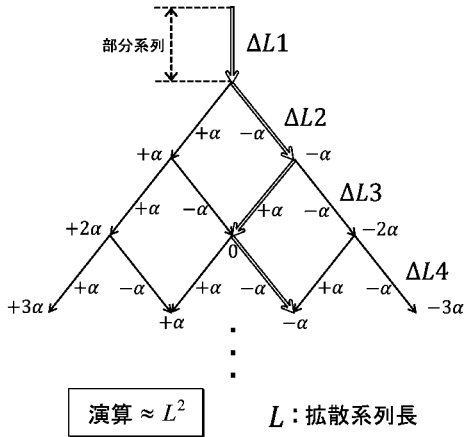 部分系列
ΔL1
ΔL2
+α −α
+α −α
ΔL3
+α −α +α −α
+2α 0 −2α
ΔL4
+α −α +α −α +α −α
+3α +α −α −3α
演算 ≈ L²
L：拡散系列長